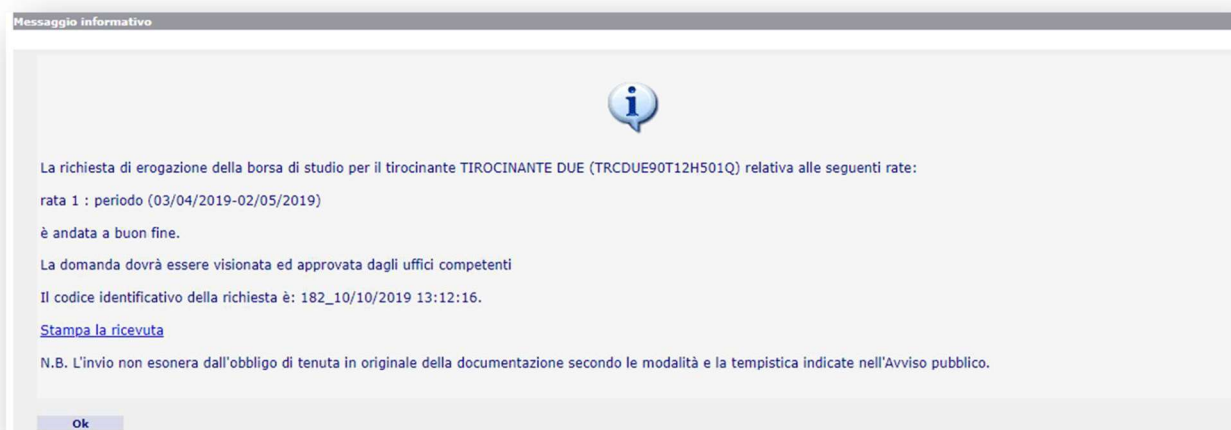 Messaggio informativo
La richiesta di erogazione della borsa di studio per il tirocinante TIROCINANTE DUE (TRCDUE90T12H501Q) relativa alle seguenti rate:
rata 1 : periodo (03/04/2019-02/05/2019)
è andata a buon fine.
La domanda dovrà essere visionata ed approvata dagli uffici competenti
Il codice identificativo della richiesta è: 182_10/10/2019 13:12:16.
Stampa la ricevuta
N.B. L'invio non esonera dall'obbligo di tenuta in originale della documentazione secondo le modalità e la tempistica indicate nell'Avviso pubblico.
Ok